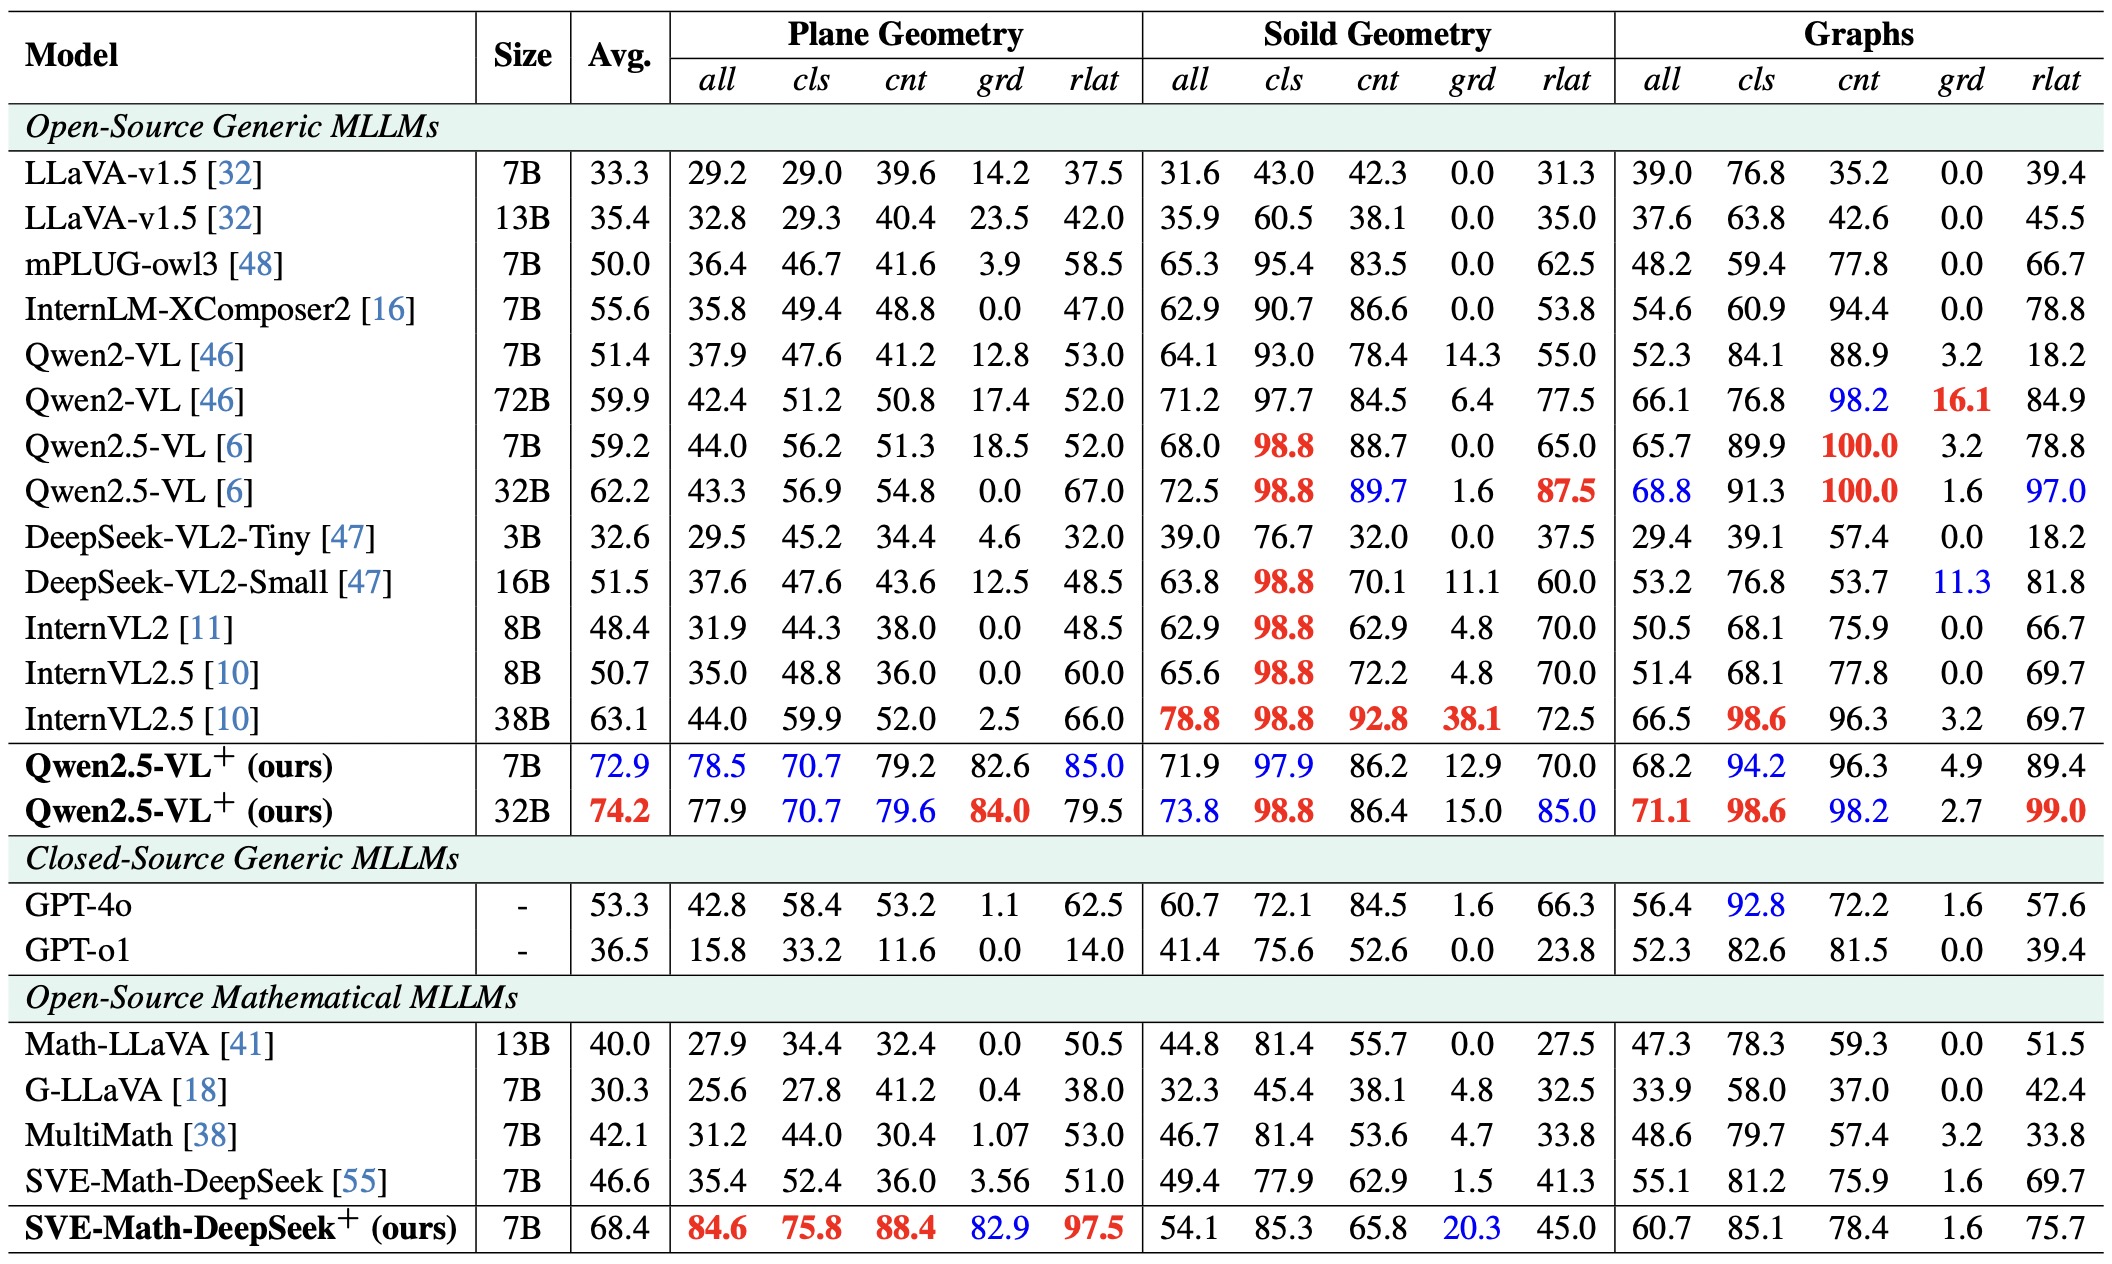 Model Size Avg. Plane Geometry Soild Geometry Graphs
all cls cnt grd rlat all cls cnt grd rlat all cls cnt grd rlat
Open-Source Generic MLLMs
LLaVA-v1.5 [32] 7B 33.3 29.2 29.0 39.6 14.2 37.5 31.6 43.0 42.3 0.0 31.3 39.0 76.8 35.2 0.0 39.4
LLaVA-v1.5 [32] 13B 35.4 32.8 29.3 40.4 23.5 42.0 35.9 60.5 38.1 0.0 35.0 37.6 63.8 42.6 0.0 45.5
mPLUG-owl3 [48] 7B 50.0 36.4 46.7 41.6 3.9 58.5 65.3 95.4 83.5 0.0 62.5 48.2 59.4 77.8 0.0 66.7
InternLM-XComposer2 [16] 7B 55.6 35.8 49.4 48.8 0.0 47.0 62.9 90.7 86.6 0.0 53.8 54.6 60.9 94.4 0.0 78.8
Qwen2-VL [46] 7B 51.4 37.9 47.6 41.2 12.8 53.0 64.1 93.0 78.4 14.3 55.0 52.3 84.1 88.9 3.2 18.2
Qwen2-VL [46] 72B 59.9 42.4 51.2 50.8 17.4 52.0 71.2 97.7 84.5 6.4 77.5 66.1 76.8 98.2 16.1 84.9
Qwen2.5-VL [6] 7B 59.2 44.0 56.2 51.3 18.5 52.0 68.0 98.8 88.7 0.0 65.0 65.7 89.9 100.0 3.2 78.8
Qwen2.5-VL [6] 32B 62.2 43.3 56.9 54.8 0.0 67.0 72.5 98.8 89.7 1.6 87.5 68.8 91.3 100.0 1.6 97.0
DeepSeek-VL2-Tiny [47] 3B 32.6 29.5 45.2 34.4 4.6 32.0 39.0 76.7 32.0 0.0 37.5 29.4 39.1 57.4 0.0 18.2
DeepSeek-VL2-Small [47] 16B 51.5 37.6 47.6 43.6 12.5 48.5 63.8 98.8 70.1 11.1 60.0 53.2 76.8 53.7 11.3 81.8
InternVL2 [11] 8B 48.4 31.9 44.3 38.0 0.0 48.5 62.9 98.8 62.9 4.8 70.0 50.5 68.1 75.9 0.0 66.7
InternVL2.5 [10] 8B 50.7 35.0 48.8 36.0 0.0 60.0 65.6 98.8 72.2 4.8 70.0 51.4 68.1 77.8 0.0 69.7
InternVL2.5 [10] 38B 63.1 44.0 59.9 52.0 2.5 66.0 78.8 98.8 92.8 38.1 72.5 66.5 98.6 96.3 3.2 69.7
Qwen2.5-VL+ (ours) 7B 72.9 78.5 70.7 79.2 82.6 85.0 71.9 97.9 86.2 12.9 70.0 68.2 94.2 96.3 4.9 89.4
Qwen2.5-VL+ (ours) 32B 74.2 77.9 70.7 79.6 84.0 79.5 73.8 98.8 86.4 15.0 85.0 71.1 98.6 98.2 2.7 99.0
Closed-Source Generic MLLMs
GPT-4o - 53.3 42.8 58.4 53.2 1.1 62.5 60.7 72.1 84.5 1.6 66.3 56.4 92.8 72.2 1.6 57.6
GPT-o1 - 36.5 15.8 33.2 11.6 0.0 14.0 41.4 75.6 52.6 0.0 23.8 52.3 82.6 81.5 0.0 39.4
Open-Source Mathematical MLLMs
Math-LLaVA [41] 13B 40.0 27.9 34.4 32.4 0.0 50.5 44.8 81.4 55.7 0.0 27.5 47.3 78.3 59.3 0.0 51.5
G-LLaVA [18] 7B 30.3 25.6 27.8 41.2 0.4 38.0 32.3 45.4 38.1 4.8 32.5 33.9 58.0 37.0 0.0 42.4
MultiMath [38] 7B 42.1 31.2 44.0 30.4 1.07 53.0 46.7 81.4 53.6 4.7 33.8 48.6 79.7 57.4 3.2 33.8
SVE-Math-DeepSeek [55] 7B 46.6 35.4 52.4 36.0 3.56 51.0 49.4 77.9 62.9 1.5 41.3 55.1 81.2 75.9 1.6 69.7
SVE-Math-DeepSeek+ (ours) 7B 68.4 84.6 75.8 88.4 82.9 97.5 54.1 85.3 65.8 20.3 45.0 60.7 85.1 78.4 1.6 75.7